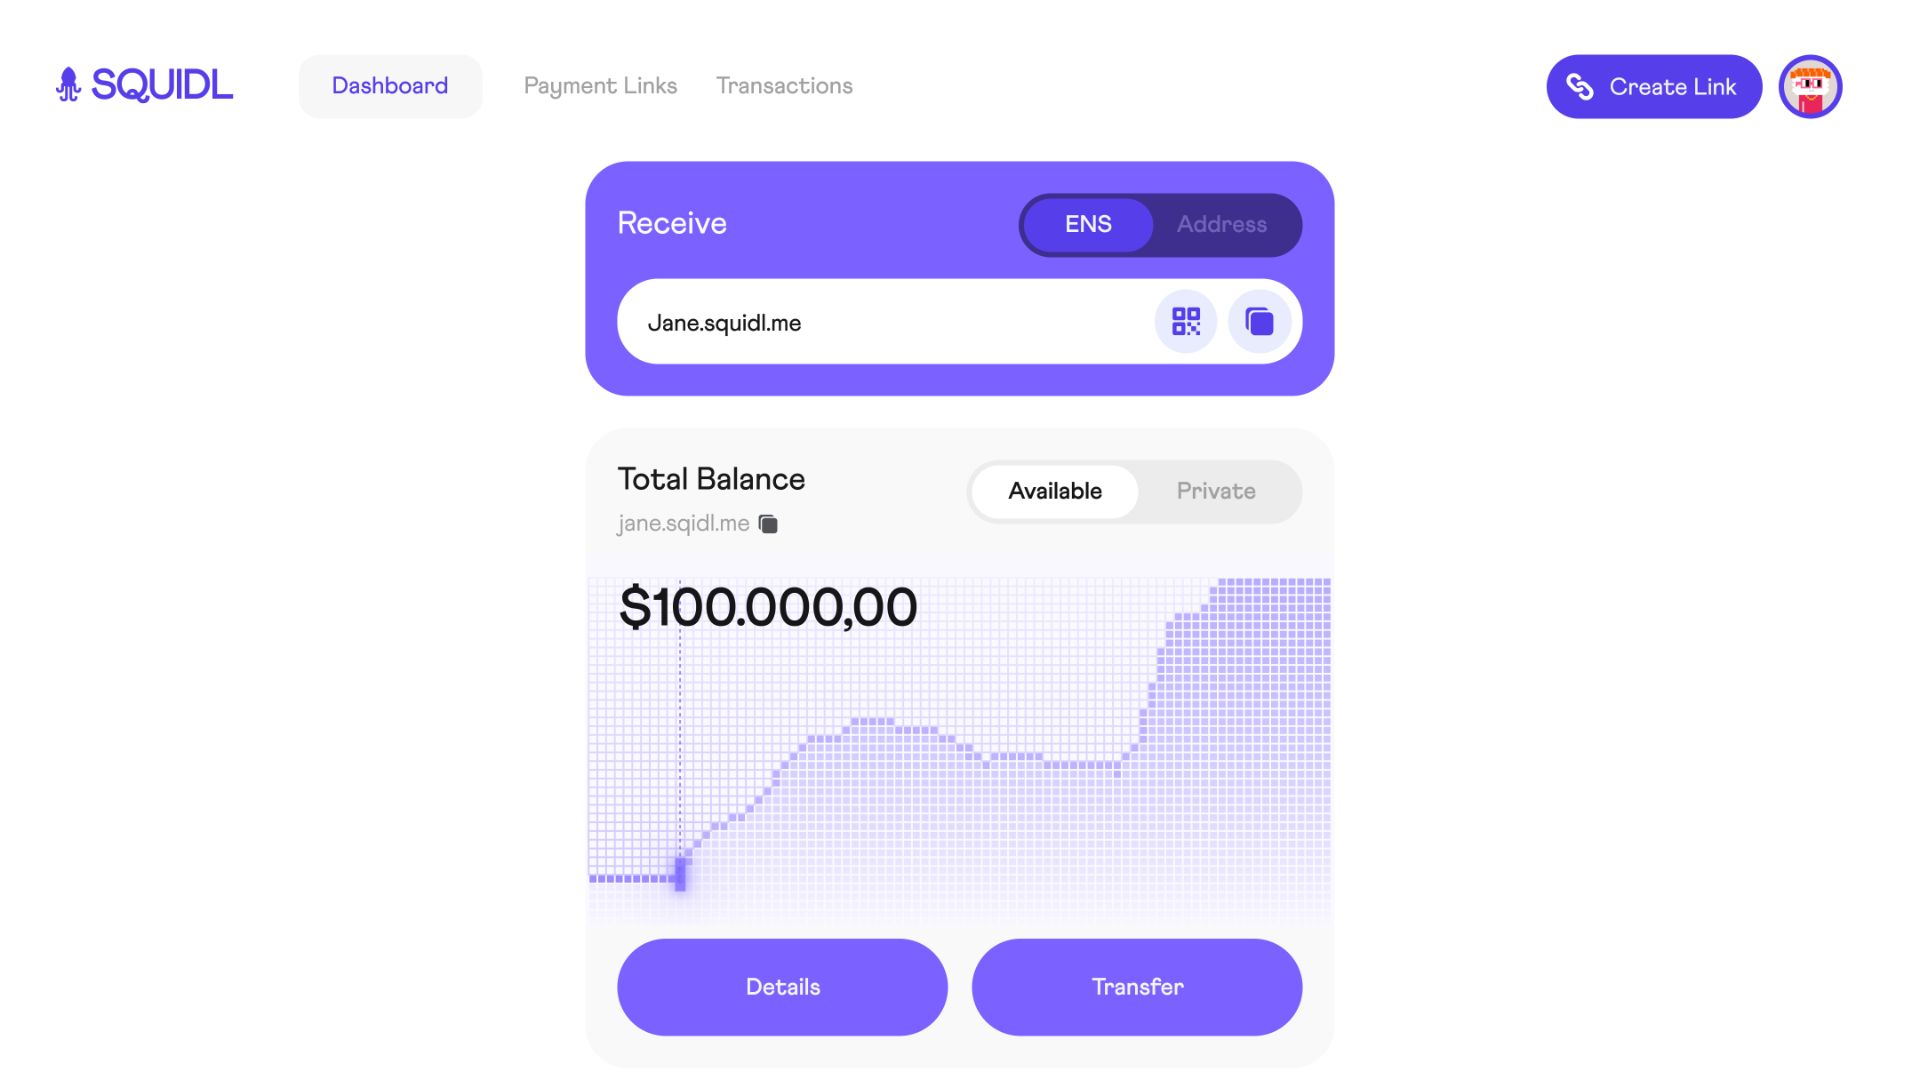 SQUIDL
Dashboard
Payment Links
Transactions
Create Link
Receive
ENS
Address
Jane.squidl.me
Total Balance
Available
Private
jane.sqidl.me
$100.000,00
Details
Transfer